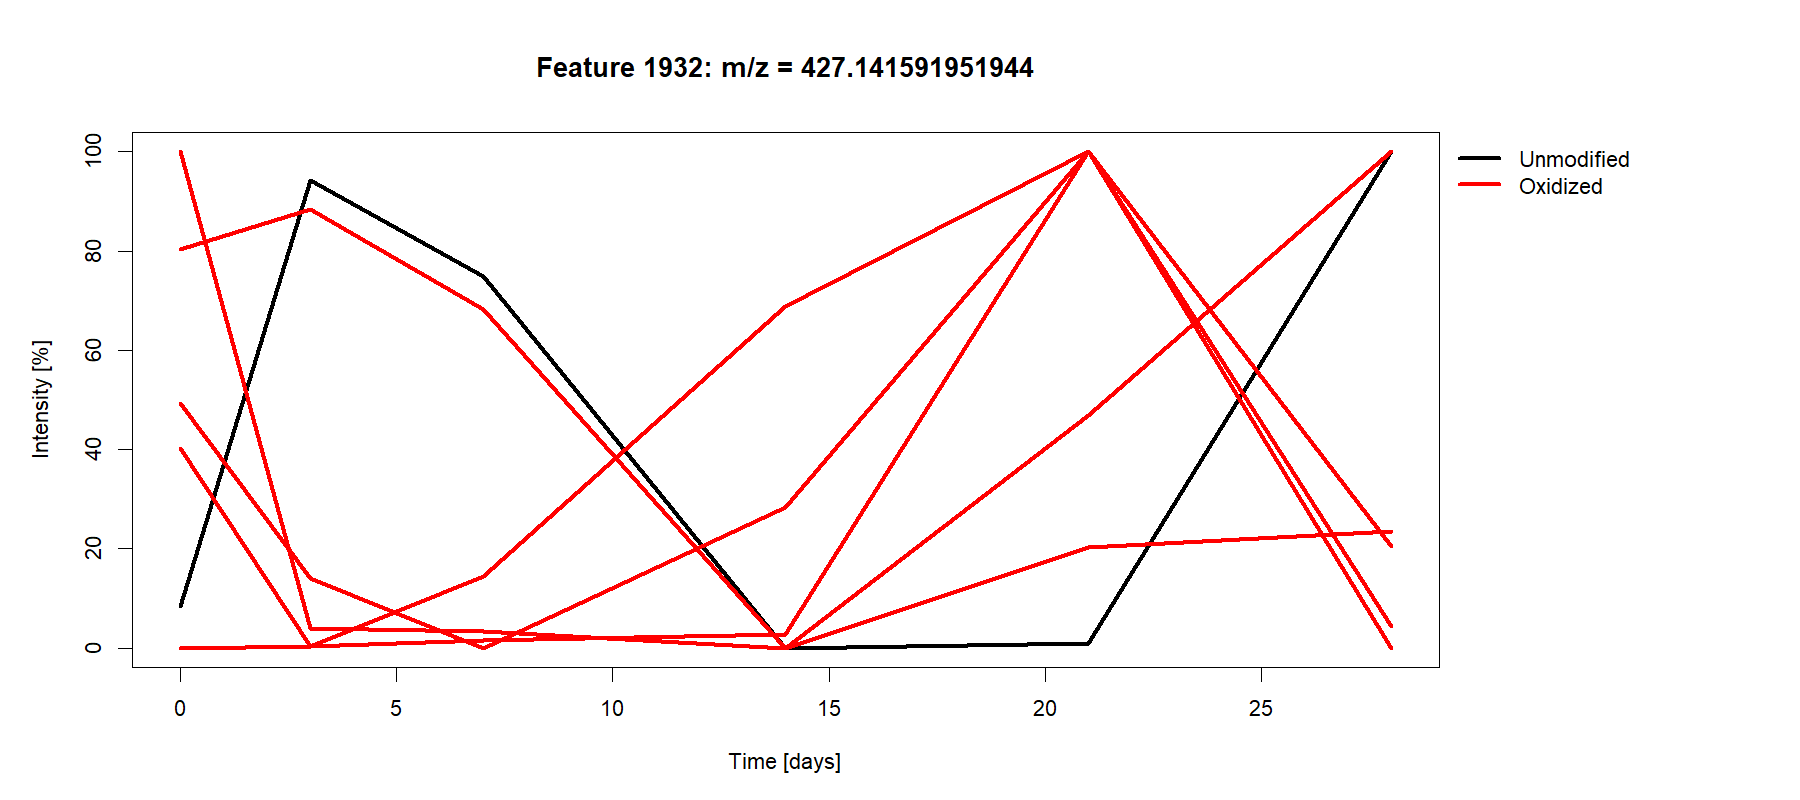 Feature 1932: m/z = 427.141591951944
Unmodified
Oxidized
Intensity [%]
100
80
60
40
20
0
0 5 10 15 20 25
Time [days]